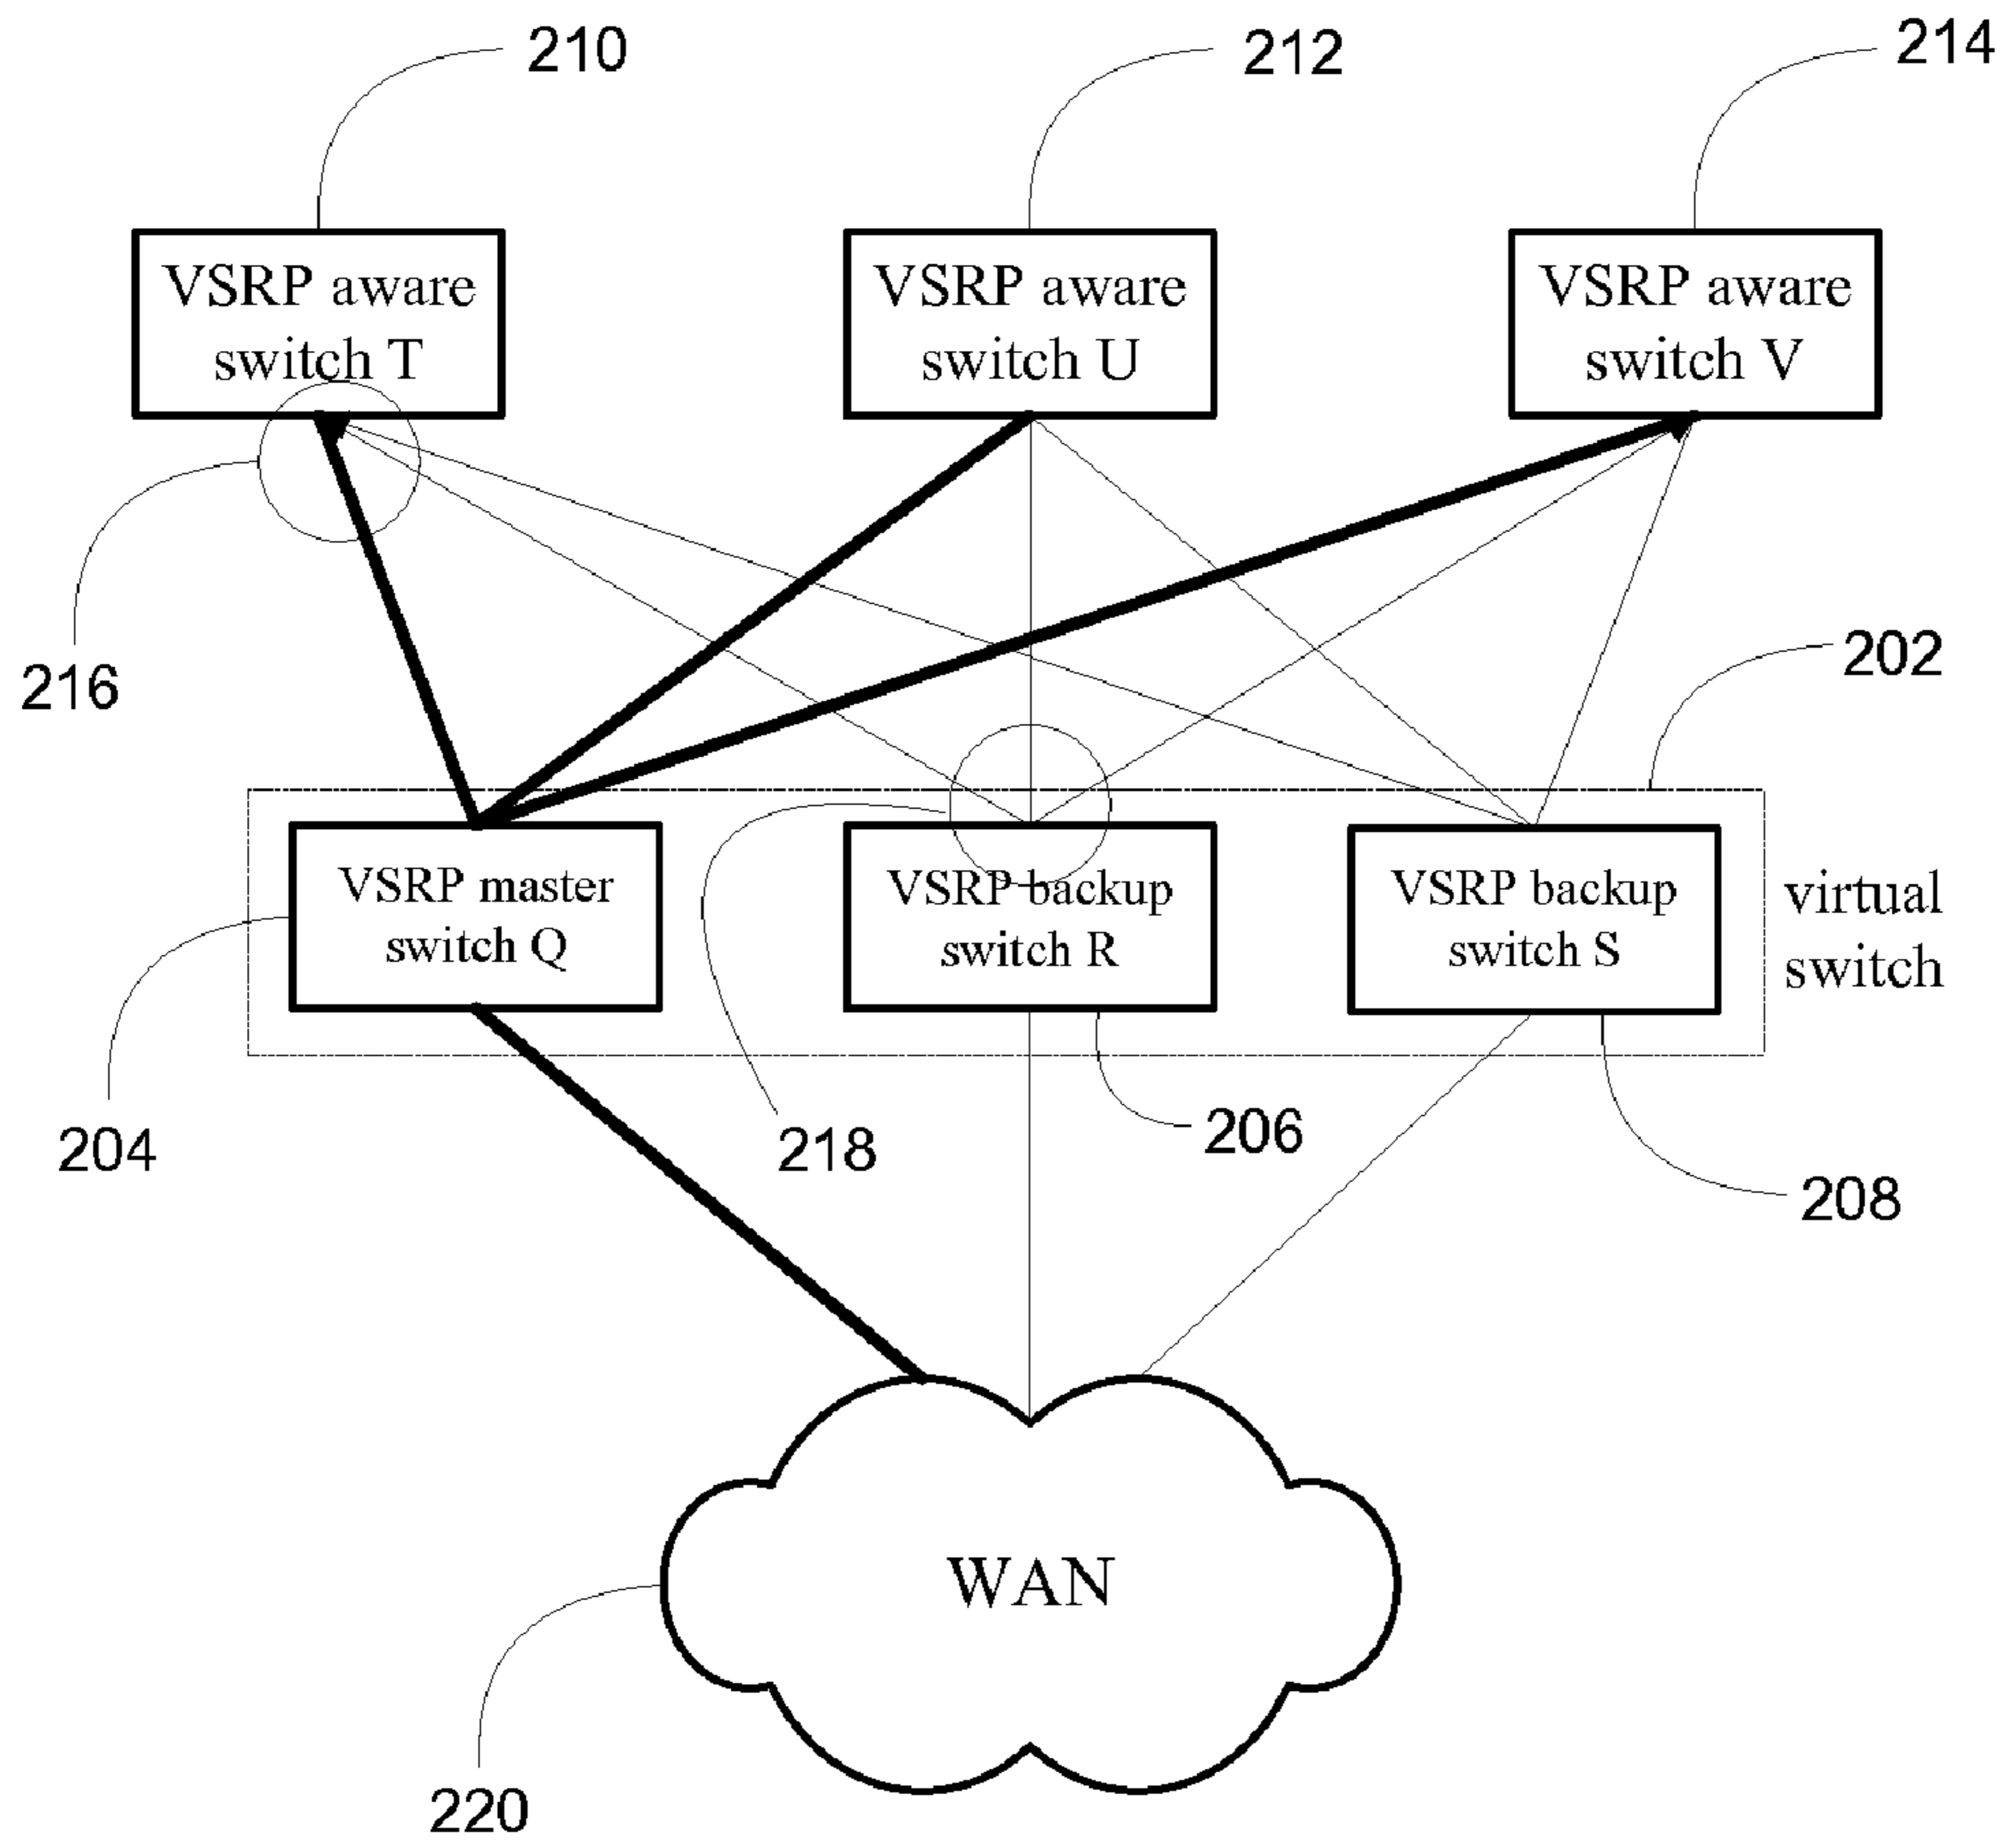 210
212
214
VSRP aware
switch T
VSRP aware
switch U
VSRP aware
switch V
216
202
VSRP master
switch Q
VSRP backup
switch R
VSRP backup
switch S
virtual
switch
204
218
206
208
WAN
220